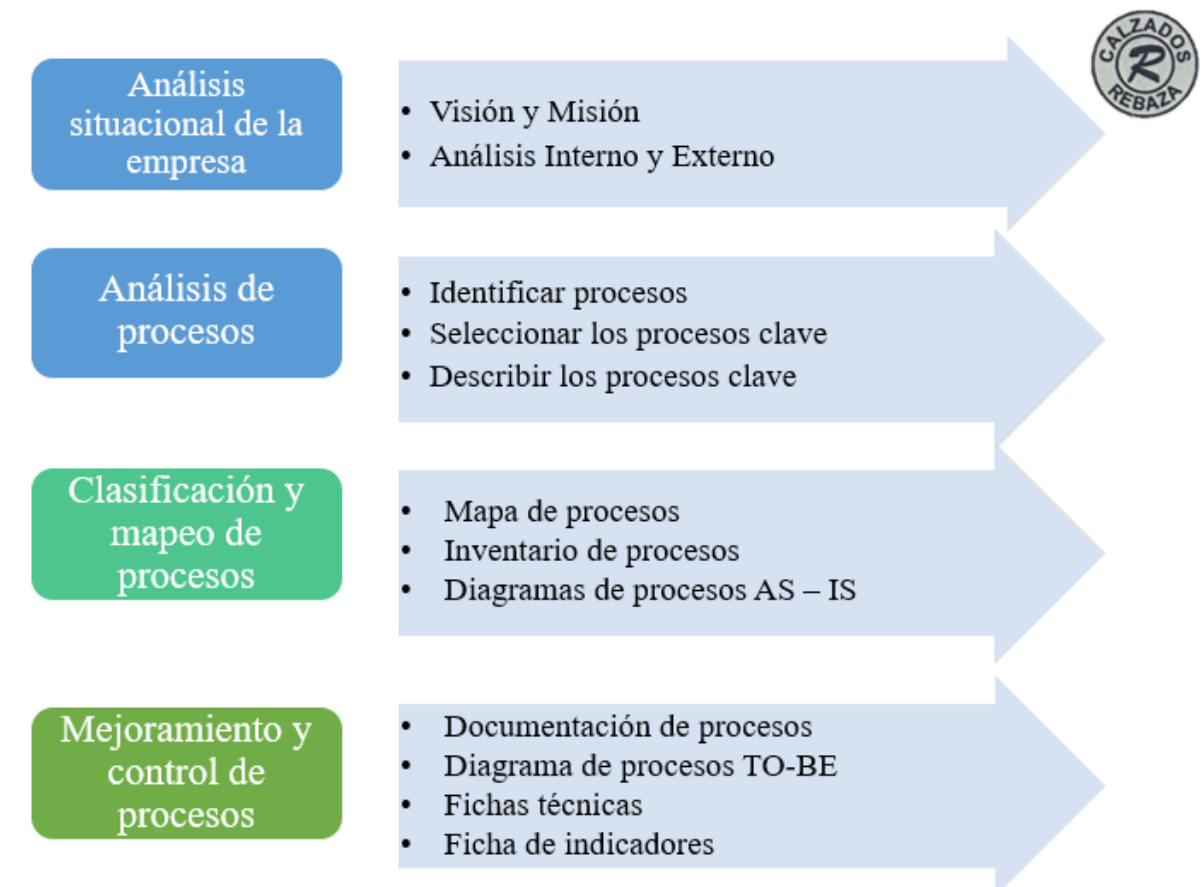 CALZADOS
R
REBAZA
Análisis
situacional de la
empresa
• Visión y Misión
• Análisis Interno y Externo
Análisis de
procesos
• Identificar procesos
• Seleccionar los procesos clave
• Describir los procesos clave
Clasificación y
mapeo de
procesos
• Mapa de procesos
• Inventario de procesos
• Diagramas de procesos AS – IS
Mejoramiento y
control de
procesos
• Documentación de procesos
• Diagrama de procesos TO-BE
• Fichas técnicas
• Ficha de indicadores